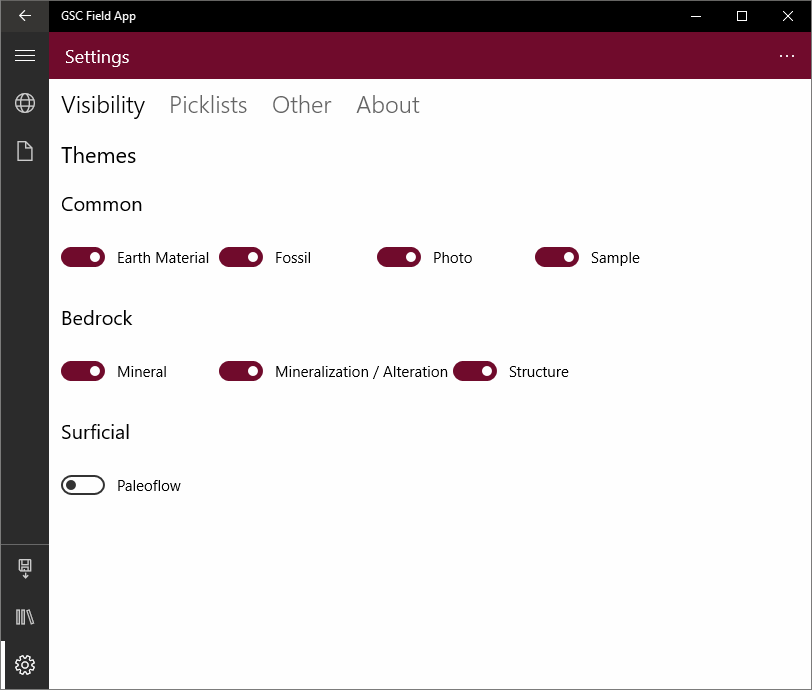 GSC Field App
Settings
Visibility Picklists Other About
Themes
Common
Earth Material Fossil Photo Sample
Bedrock
Mineral Mineralization / Alteration Structure
Surficial
Paleoflow